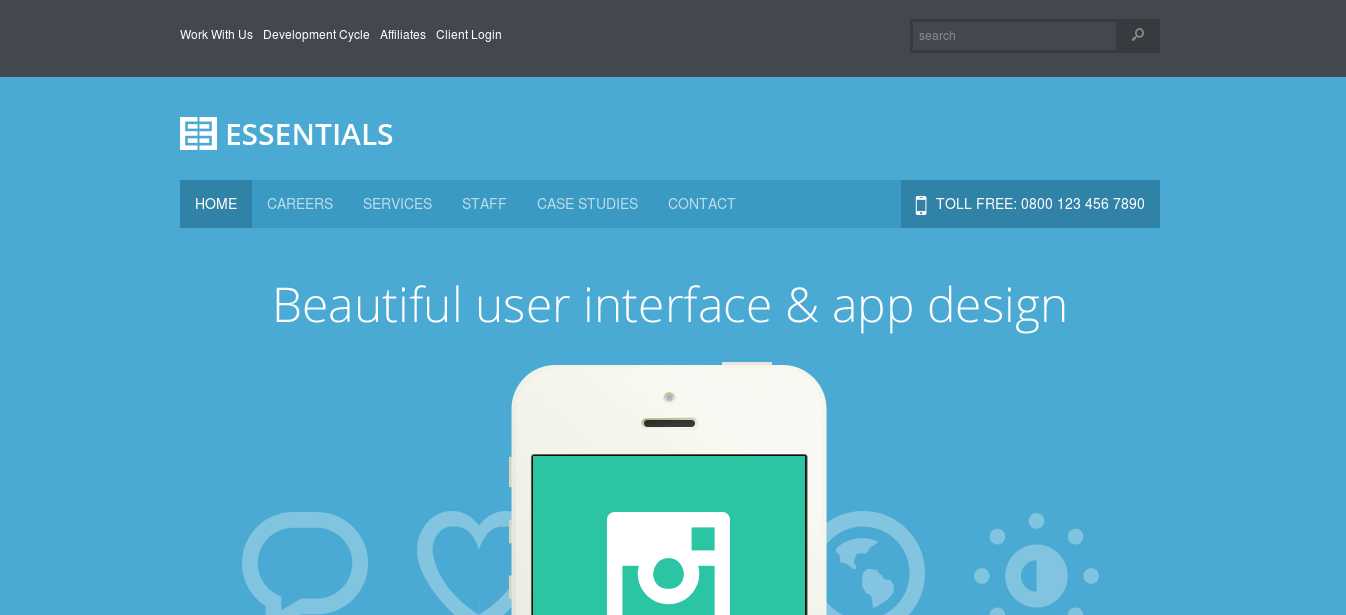 Work With Us Development Cycle Affiliates Client Login
search
ESSENTIALS
HOME CAREERS SERVICES STAFF CASE STUDIES CONTACT TOLL FREE: 0800 123 456 7890
Beautiful user interface & app design